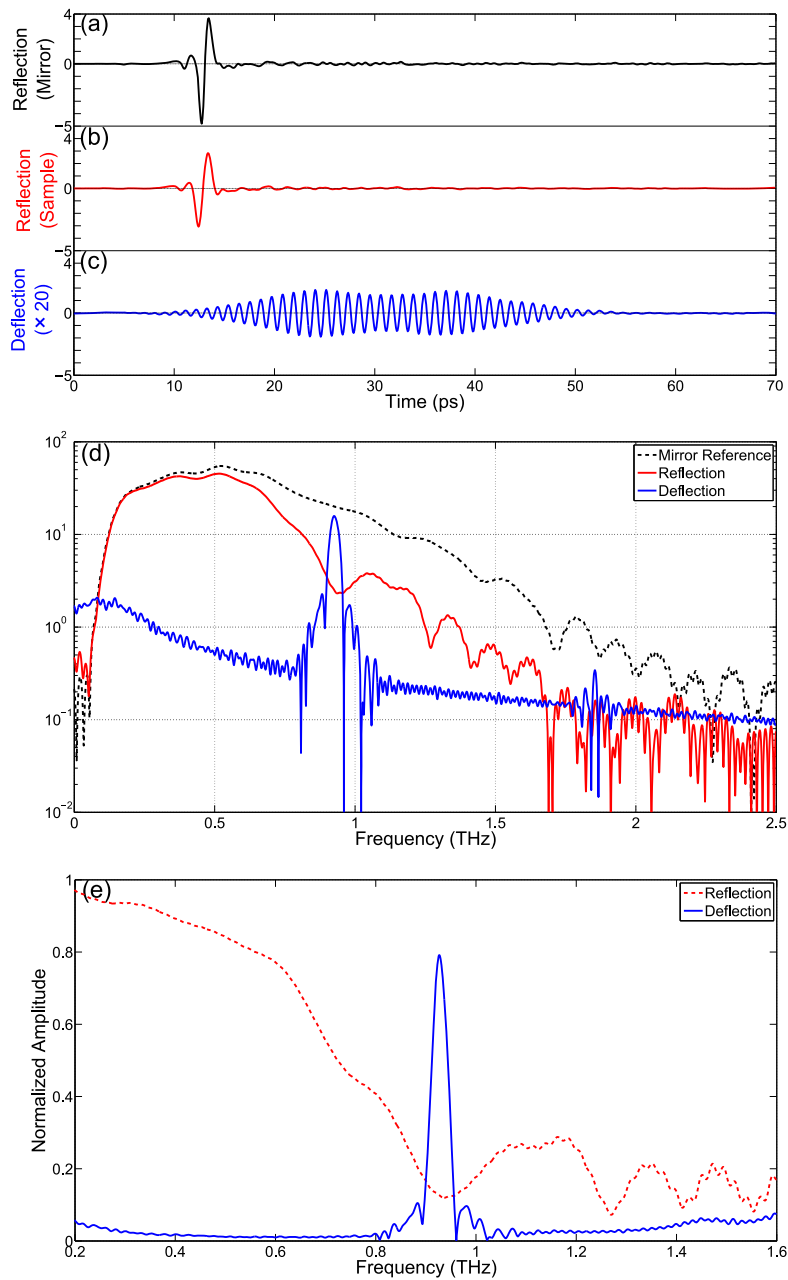 (a)
4
0
−5
Reflection
(Mirror)
(b)
4
0
−5
Reflection
(Sample)
(c)
4
0
−5
Deflection
(× 20)
0 10 20 30 40 50 60 70
Time (ps)
(d)
10^2
10^1
10^0
10^−1
10^−2
Mirror Reference
Reflection
Deflection
0 0.5 1 1.5 2 2.5
Frequency (THz)
(e)
1
0.8
0.6
0.4
0.2
0
Normalized Amplitude
Reflection
Deflection
0.2 0.4 0.6 0.8 1 1.2 1.4 1.6
Frequency (THz)